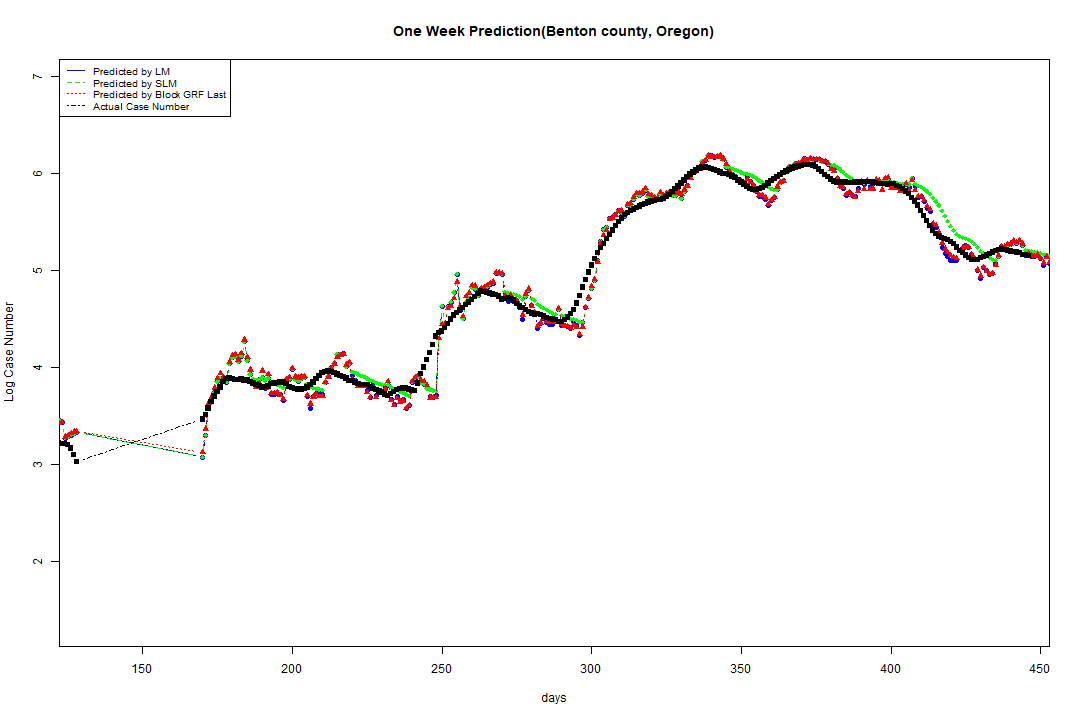 One Week Prediction(Benton county, Oregon)
Predicted by LM
Predicted by SLM
Predicted by Block GRF Last
Actual Case Number
7
6
5
4
3
2
Log Case Number
150 200 250 300 350 400 450
days